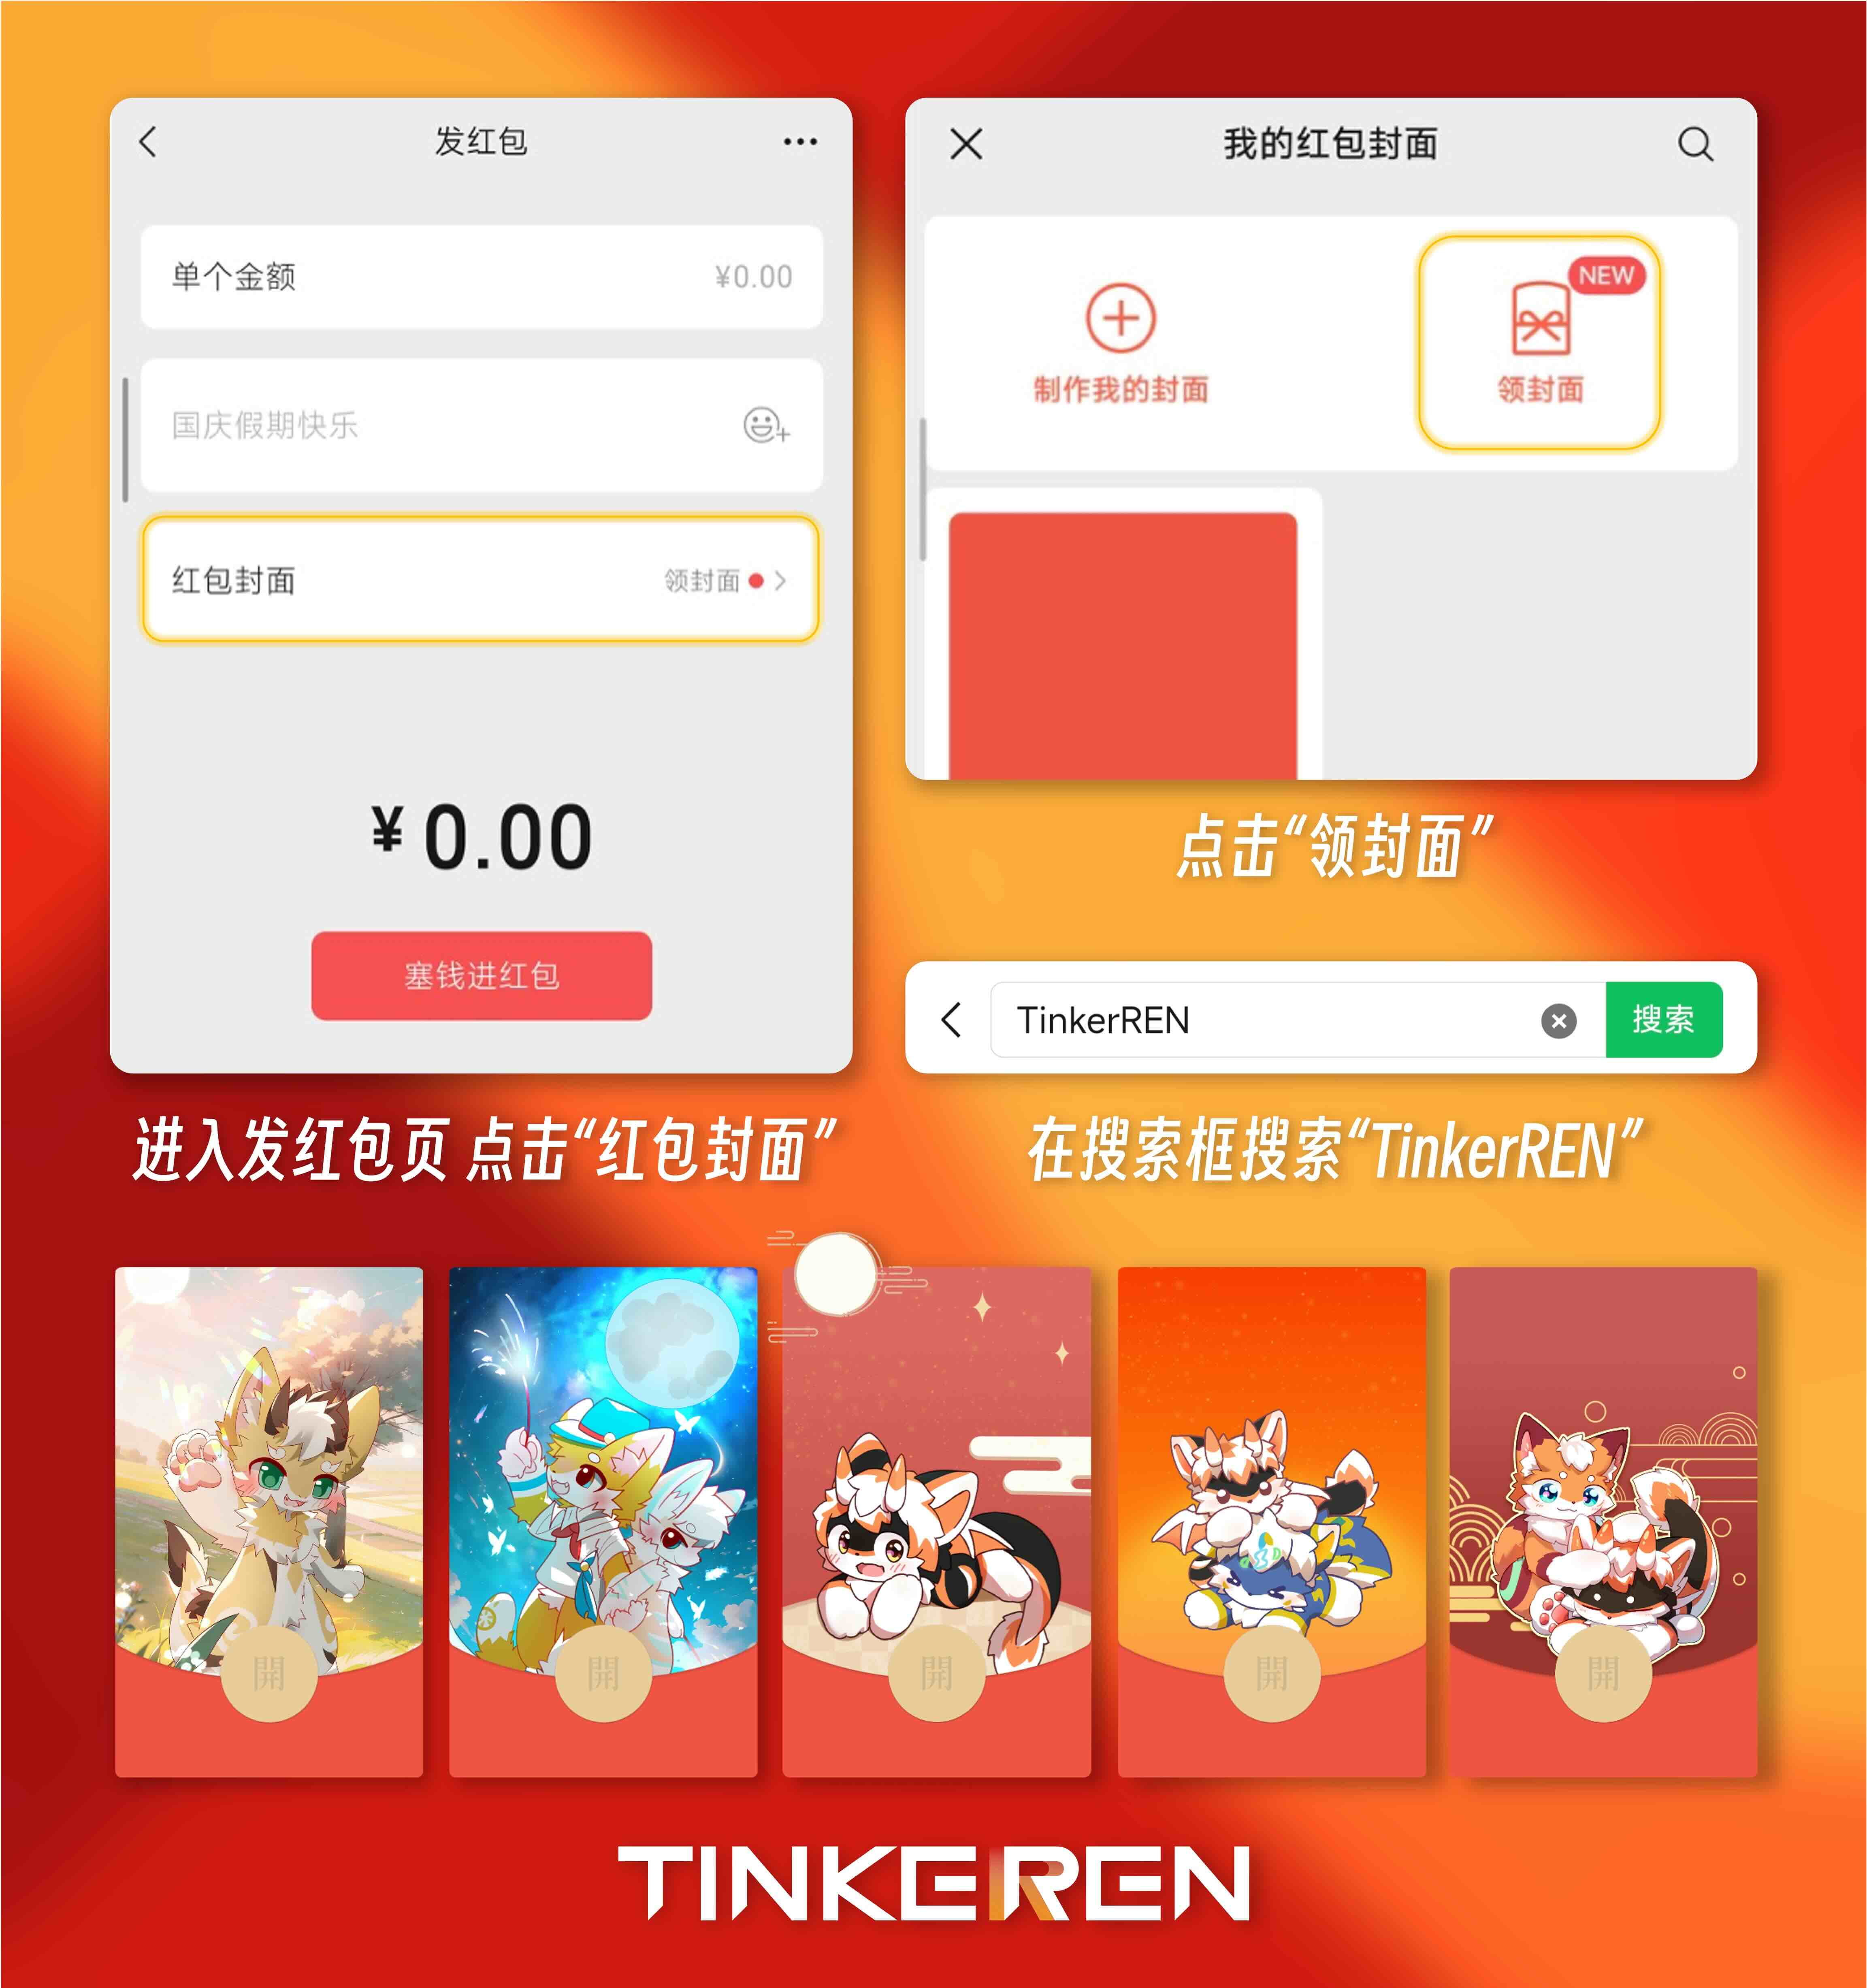 发红包
单个金额 ¥0.00
国庆假期快乐
红包封面 领封面
¥0.00
塞钱进红包
进入发红包页 点击“红包封面”
我的红包封面
NEW
制作我的封面 领封面
点击“领封面”
TinkerREN 搜索
在搜索框搜索“TinkerREN”
開 開 開 開 開
TINKERREN